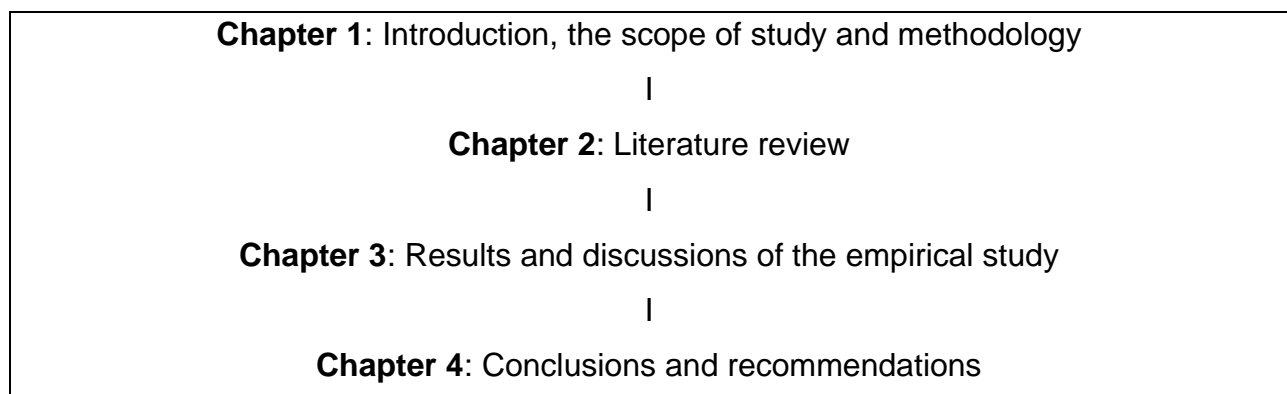 Chapter 1: Introduction, the scope of study and methodology
I
Chapter 2: Literature review
I
Chapter 3: Results and discussions of the empirical study
I
Chapter 4: Conclusions and recommendations